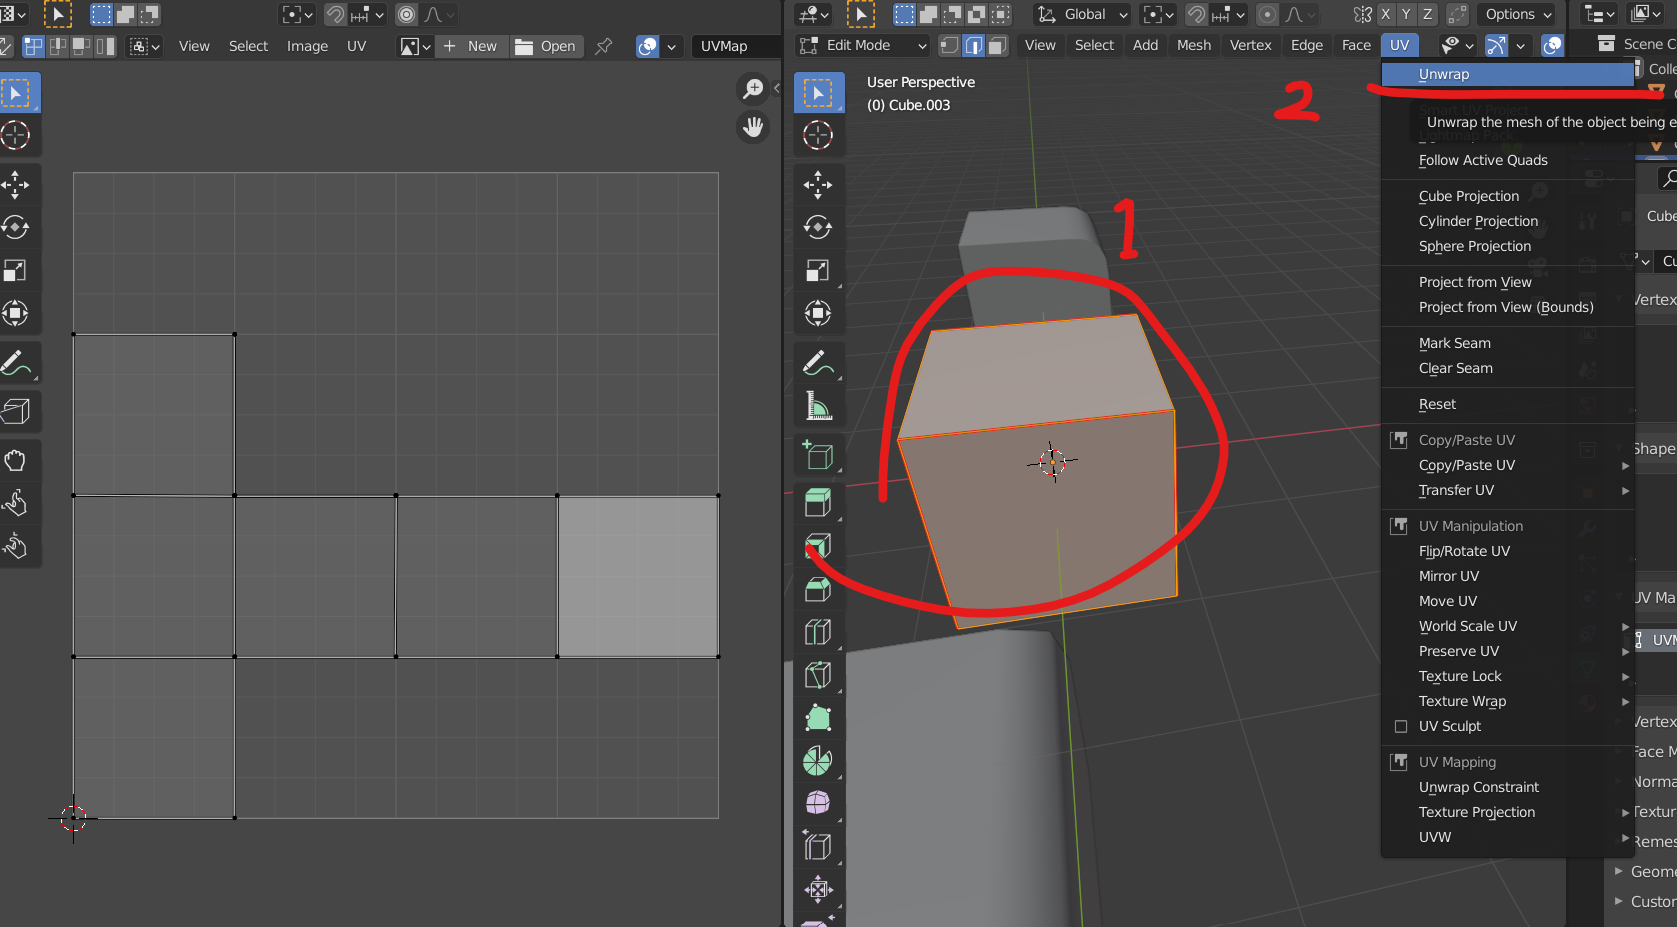 Global
X Y Z
Options
View Select Image UV
New
Open
UVMap
Edit Mode
View Select Add Mesh Vertex Edge Face UV
Scene C
Colle
User Perspective
(0) Cube.003
1
2
Unwrap
Smart UV Project
Unwrap the mesh of the object being e
Lightmap Pack
Follow Active Quads
Cube Projection
Cylinder Projection
Sphere Projection
Project from View
Project from View (Bounds)
Mark Seam
Clear Seam
Reset
Copy/Paste UV
Copy/Paste UV
Transfer UV
UV Manipulation
Flip/Rotate UV
Mirror UV
Move UV
World Scale UV
Preserve UV
Texture Lock
Texture Wrap
UV Sculpt
UV Mapping
Unwrap Constraint
Texture Projection
UVW
Cube
Cu
Vertex
Shape
UV Ma
UVM
Vertex
Face M
Norma
Textur
Remes
Geome
Custor